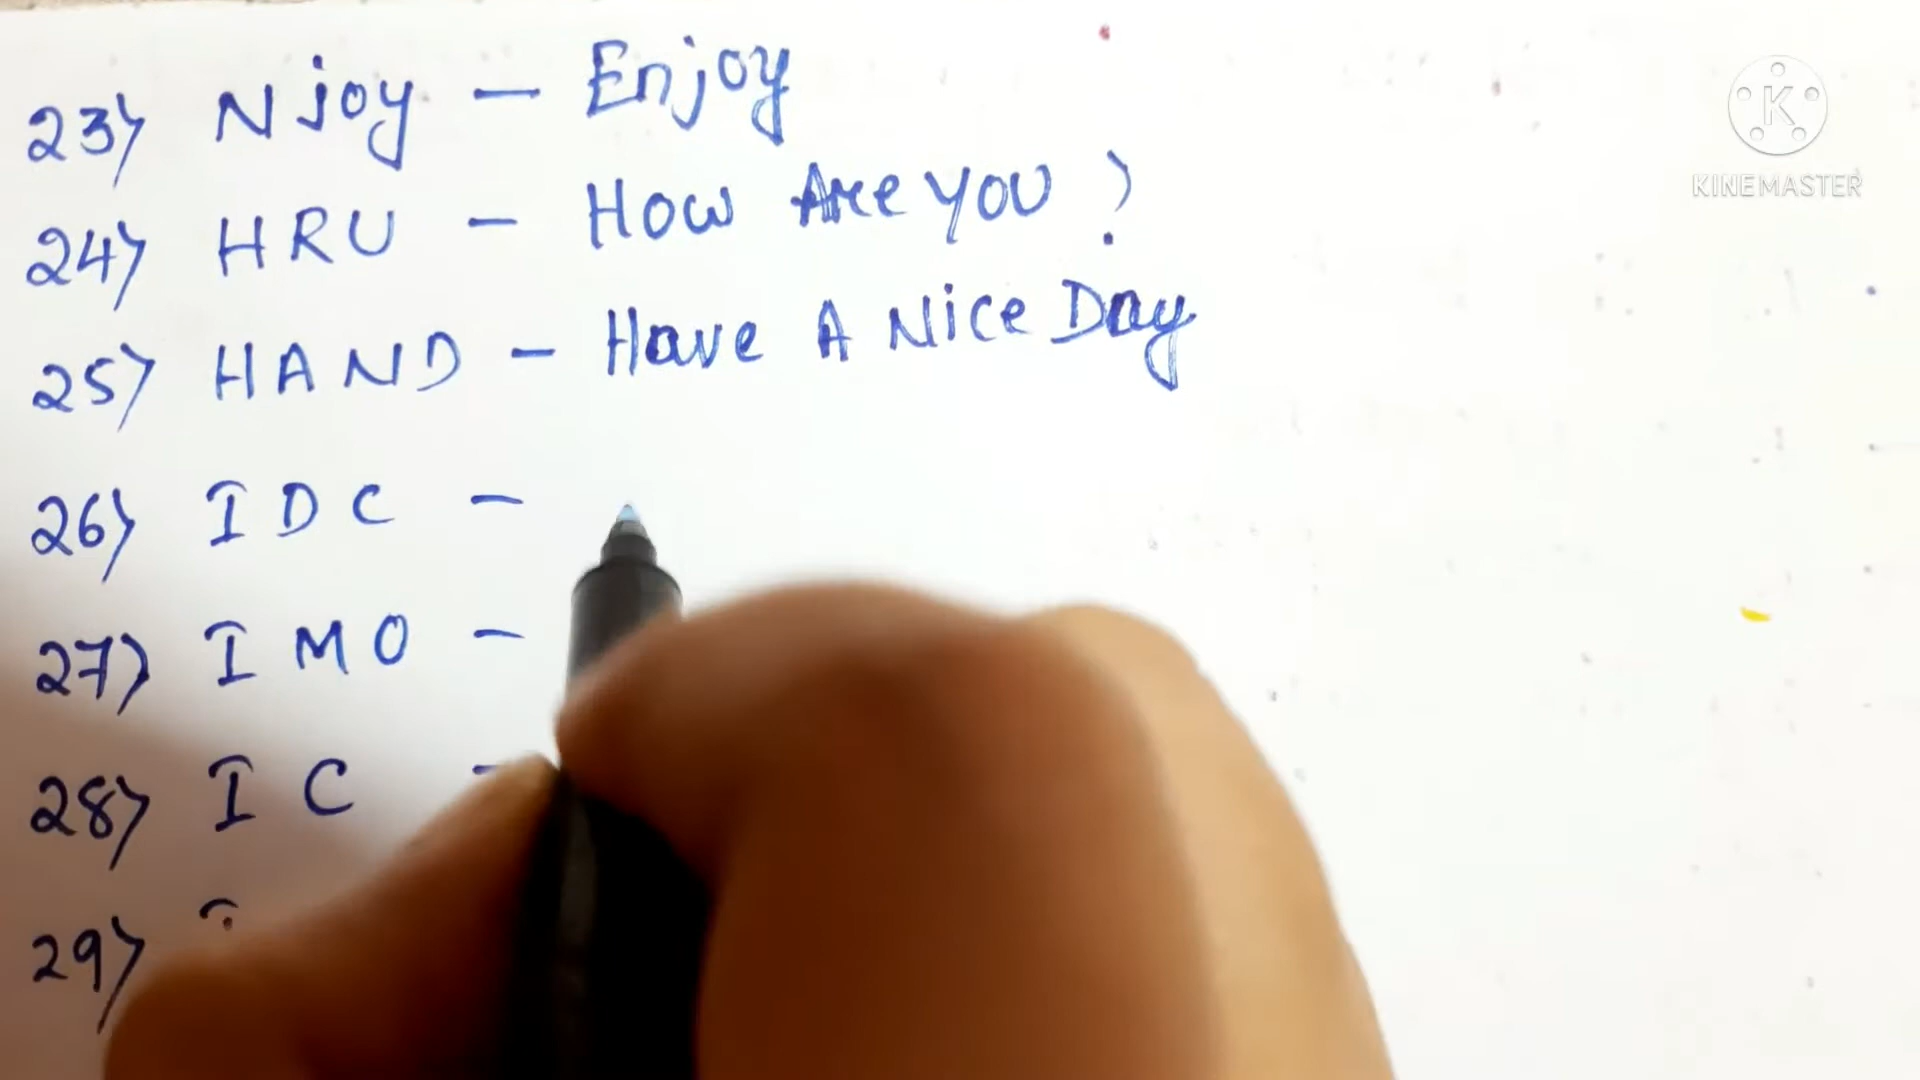 23) Njoy - Enjoy
24) HRU - How Are you ?
25) HAND - Have A Nice Day
26) IDC -
27) IMO -
28) IC -
29)
K
KINEMASTER